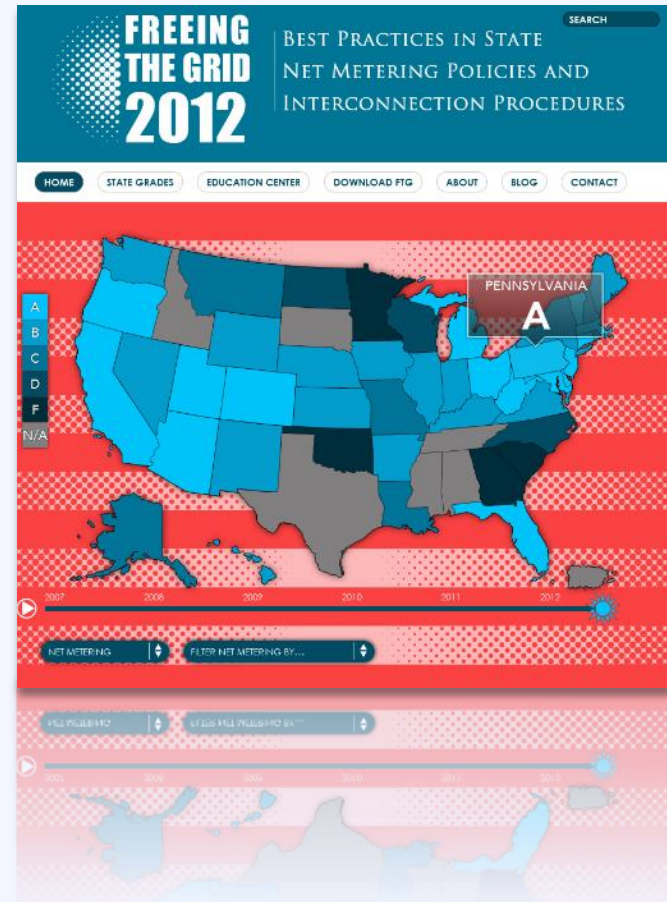 SEARCH
FREEING
THE GRID
2012
BEST PRACTICES IN STATE
NET METERING POLICIES AND
INTERCONNECTION PROCEDURES
HOME
STATE GRADES
EDUCATION CENTER
DOWNLOAD FTG
ABOUT
BLOG
CONTACT
PENNSYLVANIA
A
A
B
C
D
F
N/A
2007 2008 2009 2010 2011 2012
NET METERING
FILTER NET METERING BY...